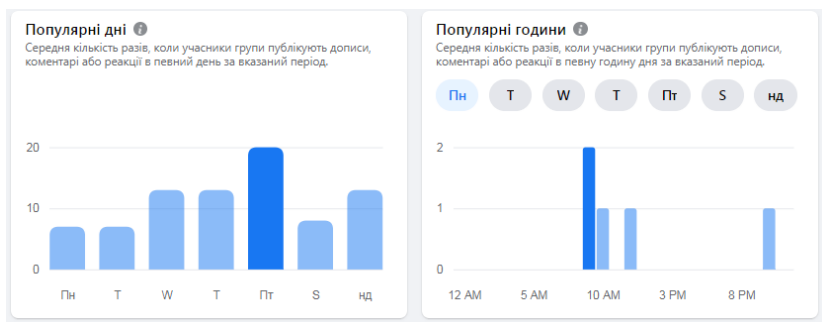 Популярні дні
Середня кількість разів, коли учасники групи публікують дописи,
коментарі або реакції в певний день за вказаний період.
20
10
0
Пн T W T Пт S нд
Популярні години
Середня кількість разів, коли учасники групи публікують дописи,
коментарі або реакції в певну годину дня за вказаний період.
Пн T W T Пт S нд
2
1
0
12 AM 5 AM 10 AM 3 PM 8 PM